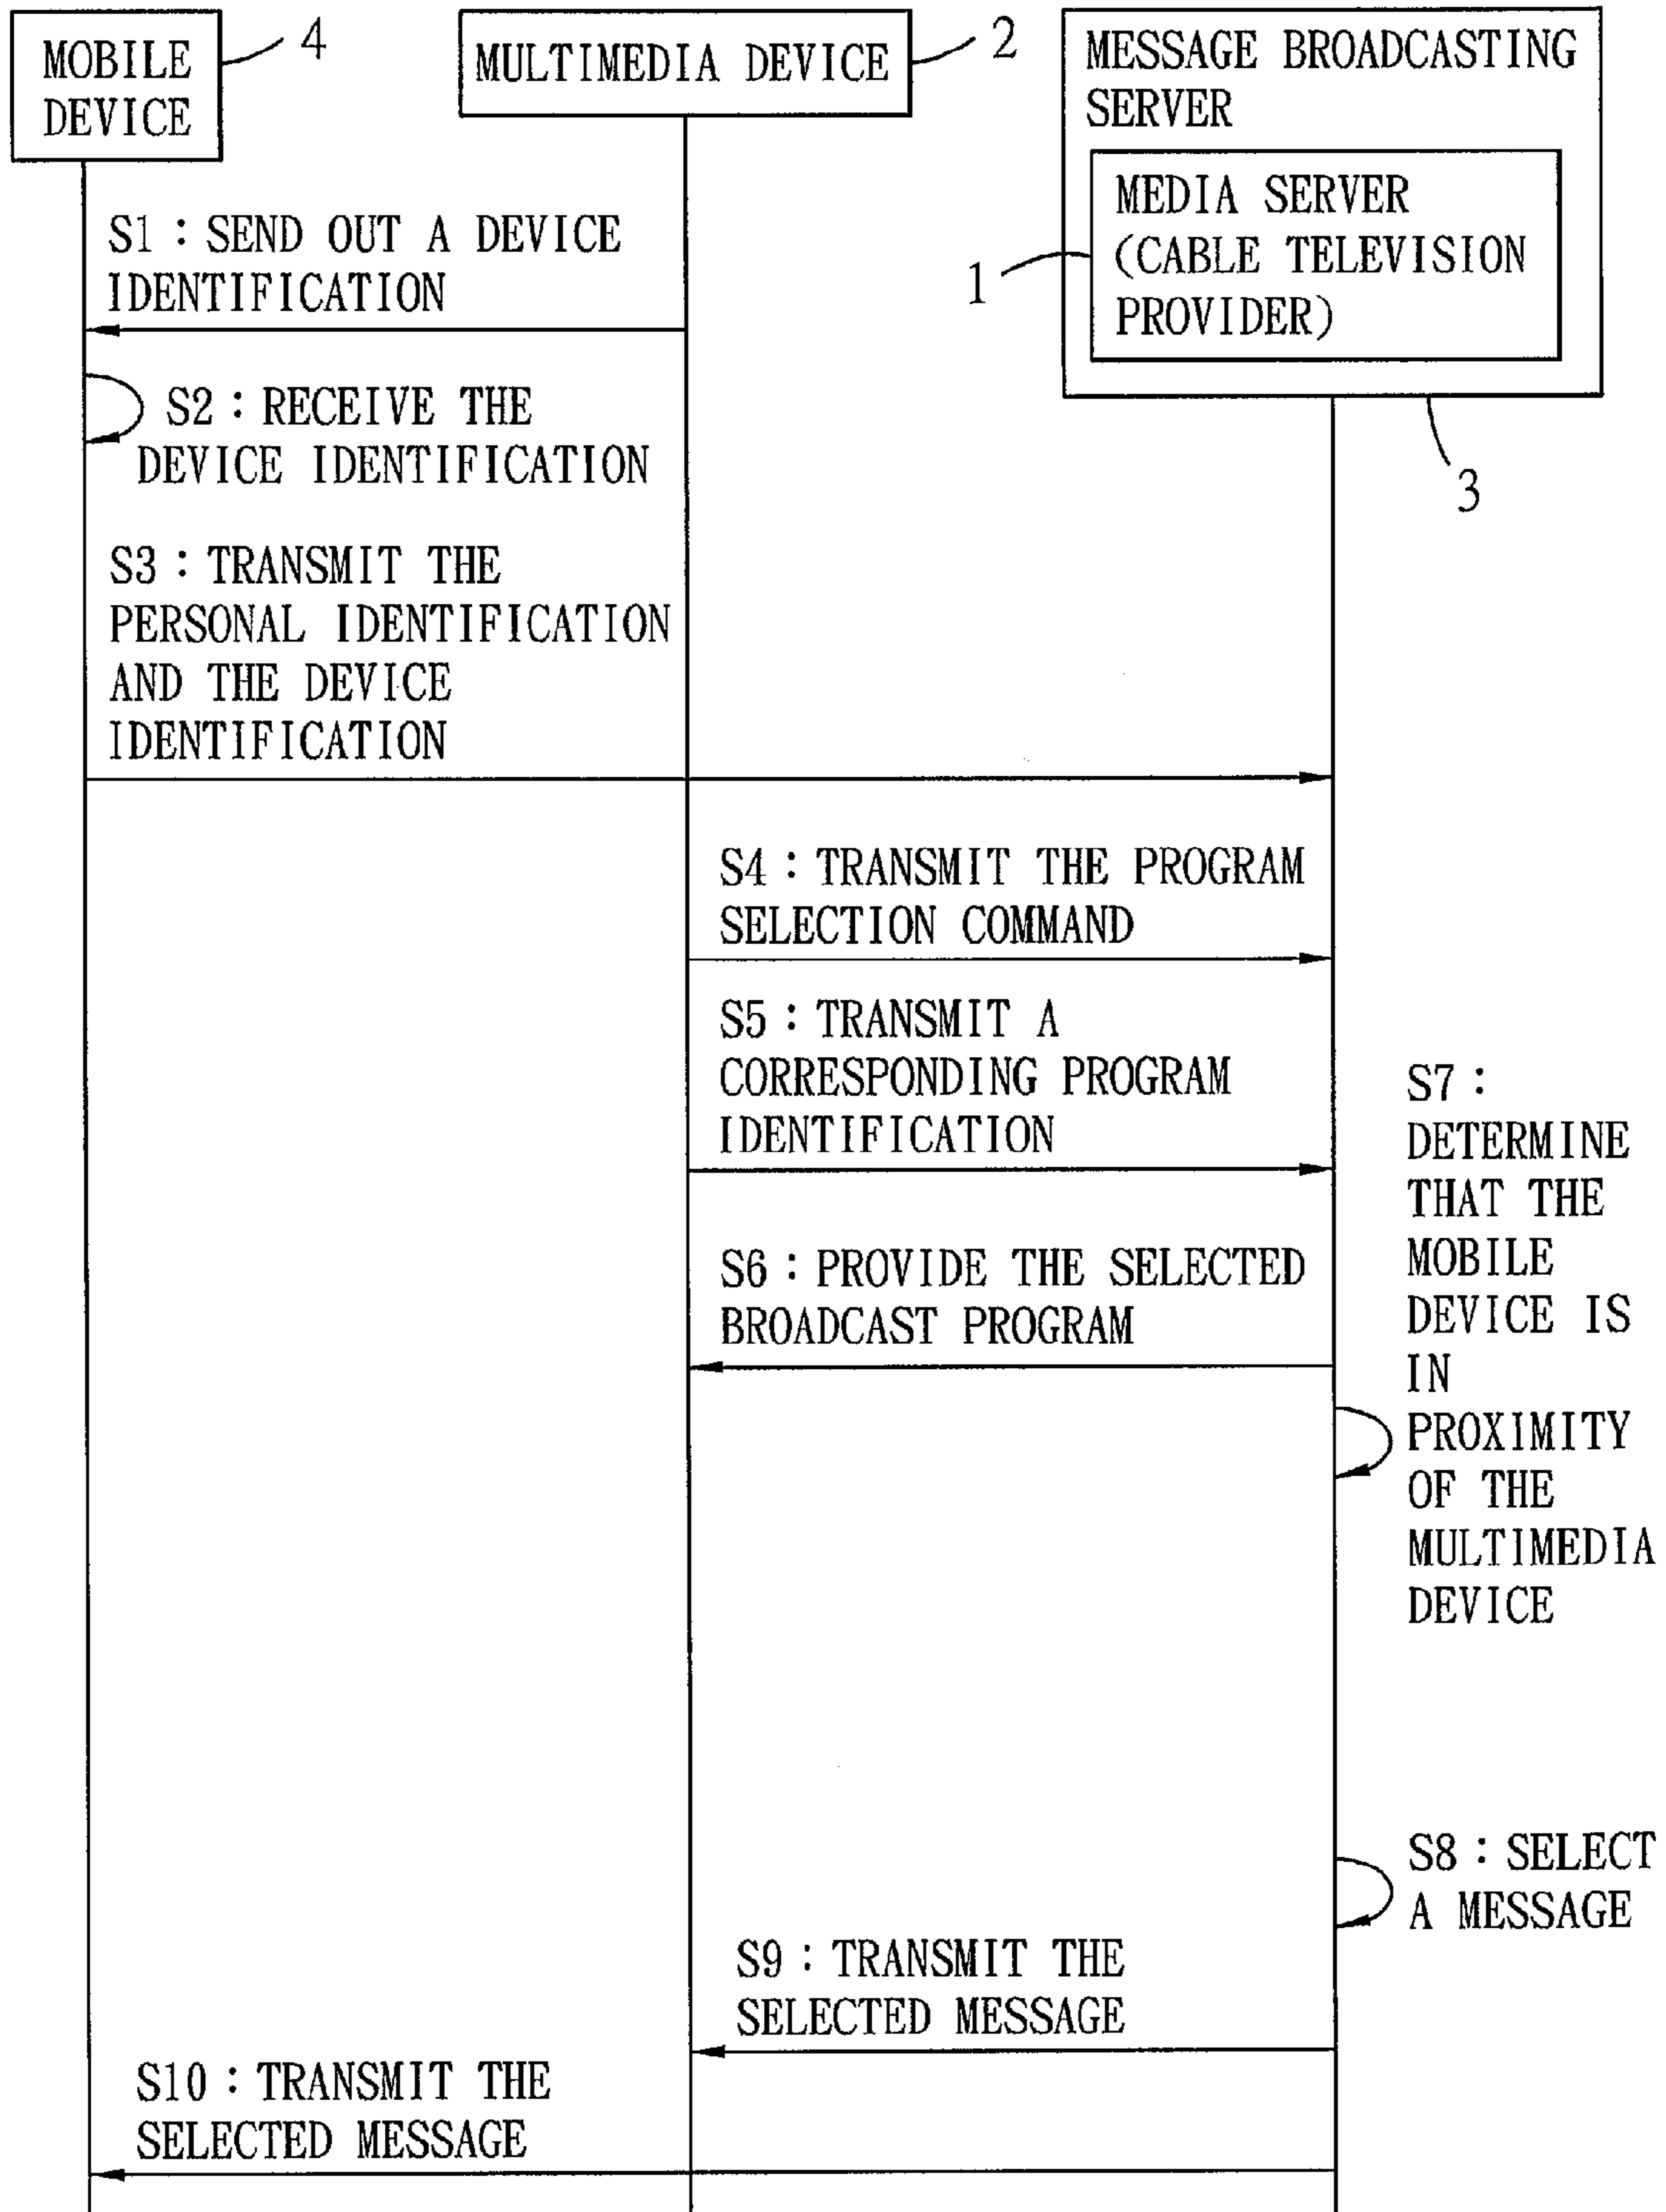 MOBILE
DEVICE
4
MULTIMEDIA DEVICE
2
MESSAGE BROADCASTING
SERVER
MEDIA SERVER
(CABLE TELEVISION
PROVIDER)
1
3
S1：SEND OUT A DEVICE
IDENTIFICATION
S2：RECEIVE THE
DEVICE IDENTIFICATION
S3：TRANSMIT THE
PERSONAL IDENTIFICATION
AND THE DEVICE
IDENTIFICATION
S4：TRANSMIT THE PROGRAM
SELECTION COMMAND
S5：TRANSMIT A
CORRESPONDING PROGRAM
IDENTIFICATION
S6：PROVIDE THE SELECTED
BROADCAST PROGRAM
S7：
DETERMINE
THAT THE
MOBILE
DEVICE IS
IN
PROXIMITY
OF THE
MULTIMEDIA
DEVICE
S8：SELECT
A MESSAGE
S9：TRANSMIT THE
SELECTED MESSAGE
S10：TRANSMIT THE
SELECTED MESSAGE